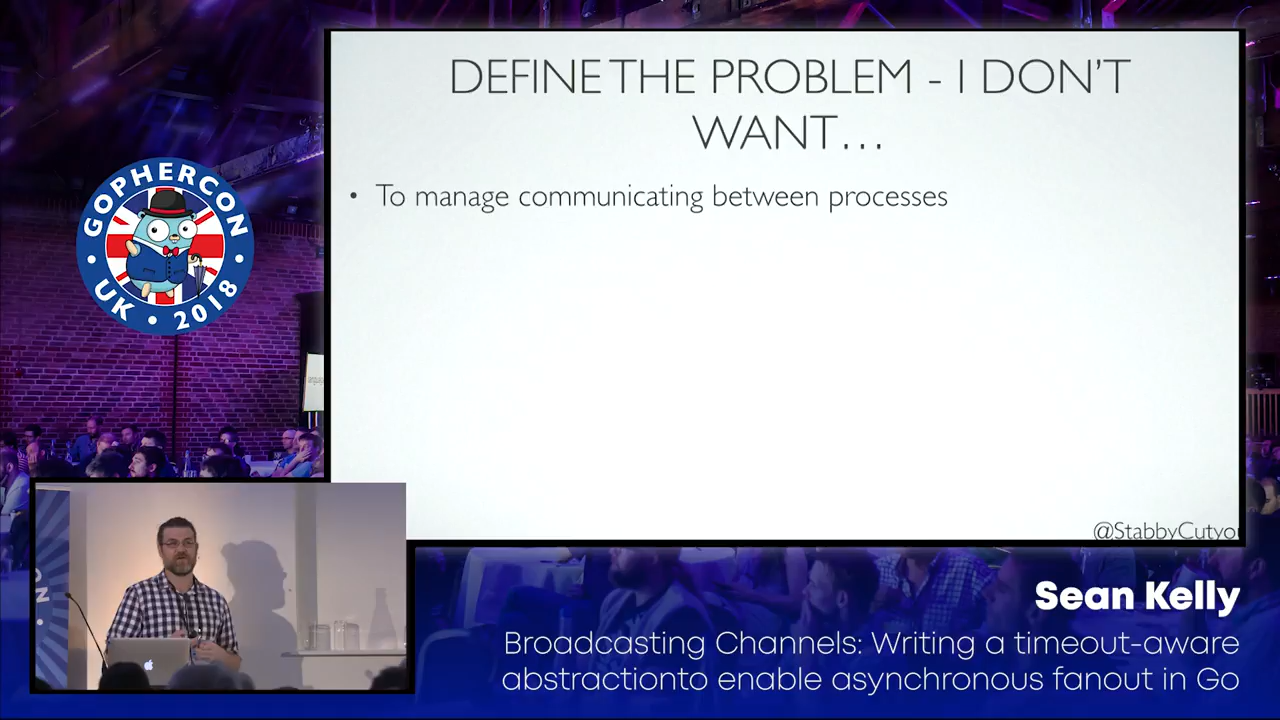 DEFINE THE PROBLEM - I DON'T
WANT...
• To manage communicating between processes
@StabbyCutyo
GOPHERCON
UK • 2018
Sean Kelly
Broadcasting Channels: Writing a timeout-aware
abstractionto enable asynchronous fanout in Go